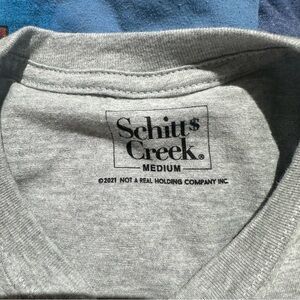 Schitt$
Creek®
MEDIUM
©2021 NOT A REAL HOLDING COMPANY INC.